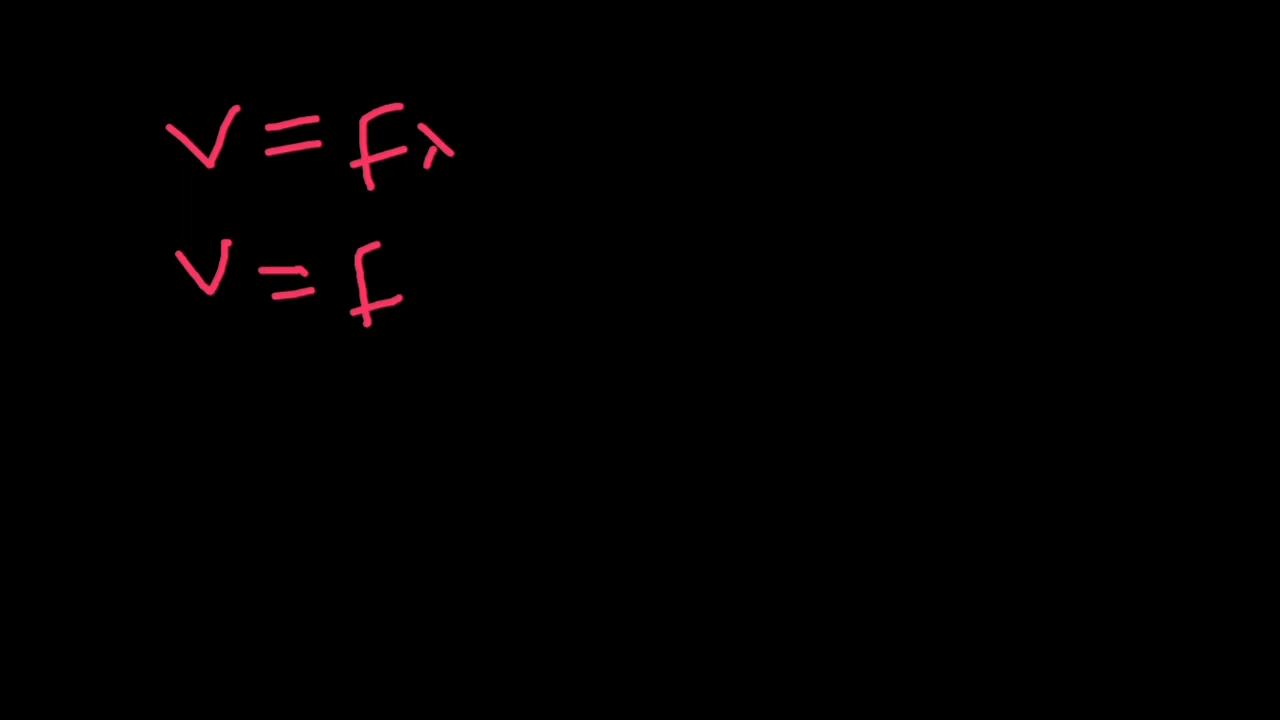 v = fλ
v = f